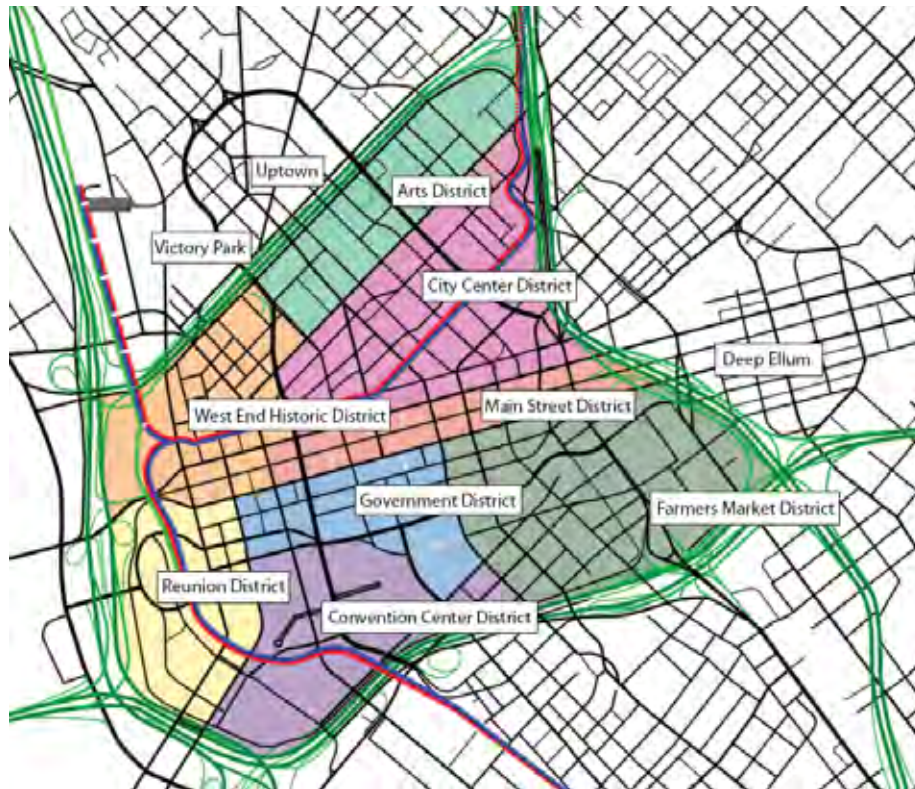 Uptown
Arts District
Victory Park
City Center District
Deep Ellum
West End Historic District
Main Street District
Government District
Farmers Market District
Reunion District
Convention Center District